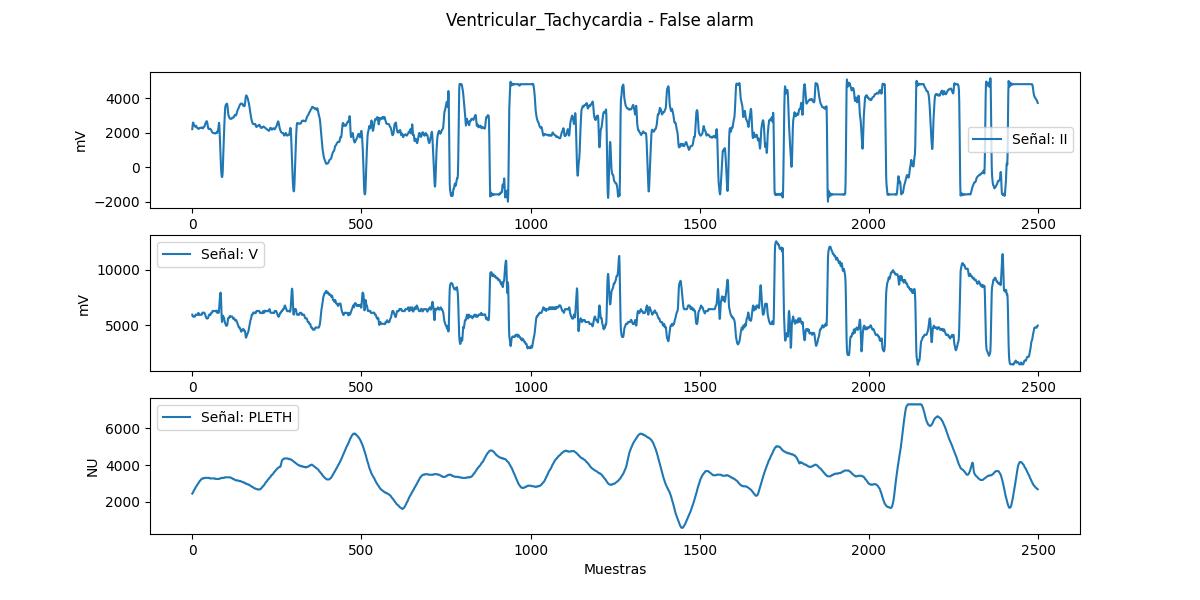 Ventricular_Tachycardia - False alarm
mV
4000
2000
0
−2000
Señal: II
0 500 1000 1500 2000 2500
mV
10000
5000
Señal: V
0 500 1000 1500 2000 2500
NU
6000
4000
2000
Señal: PLETH
0 500 1000 1500 2000 2500
Muestras